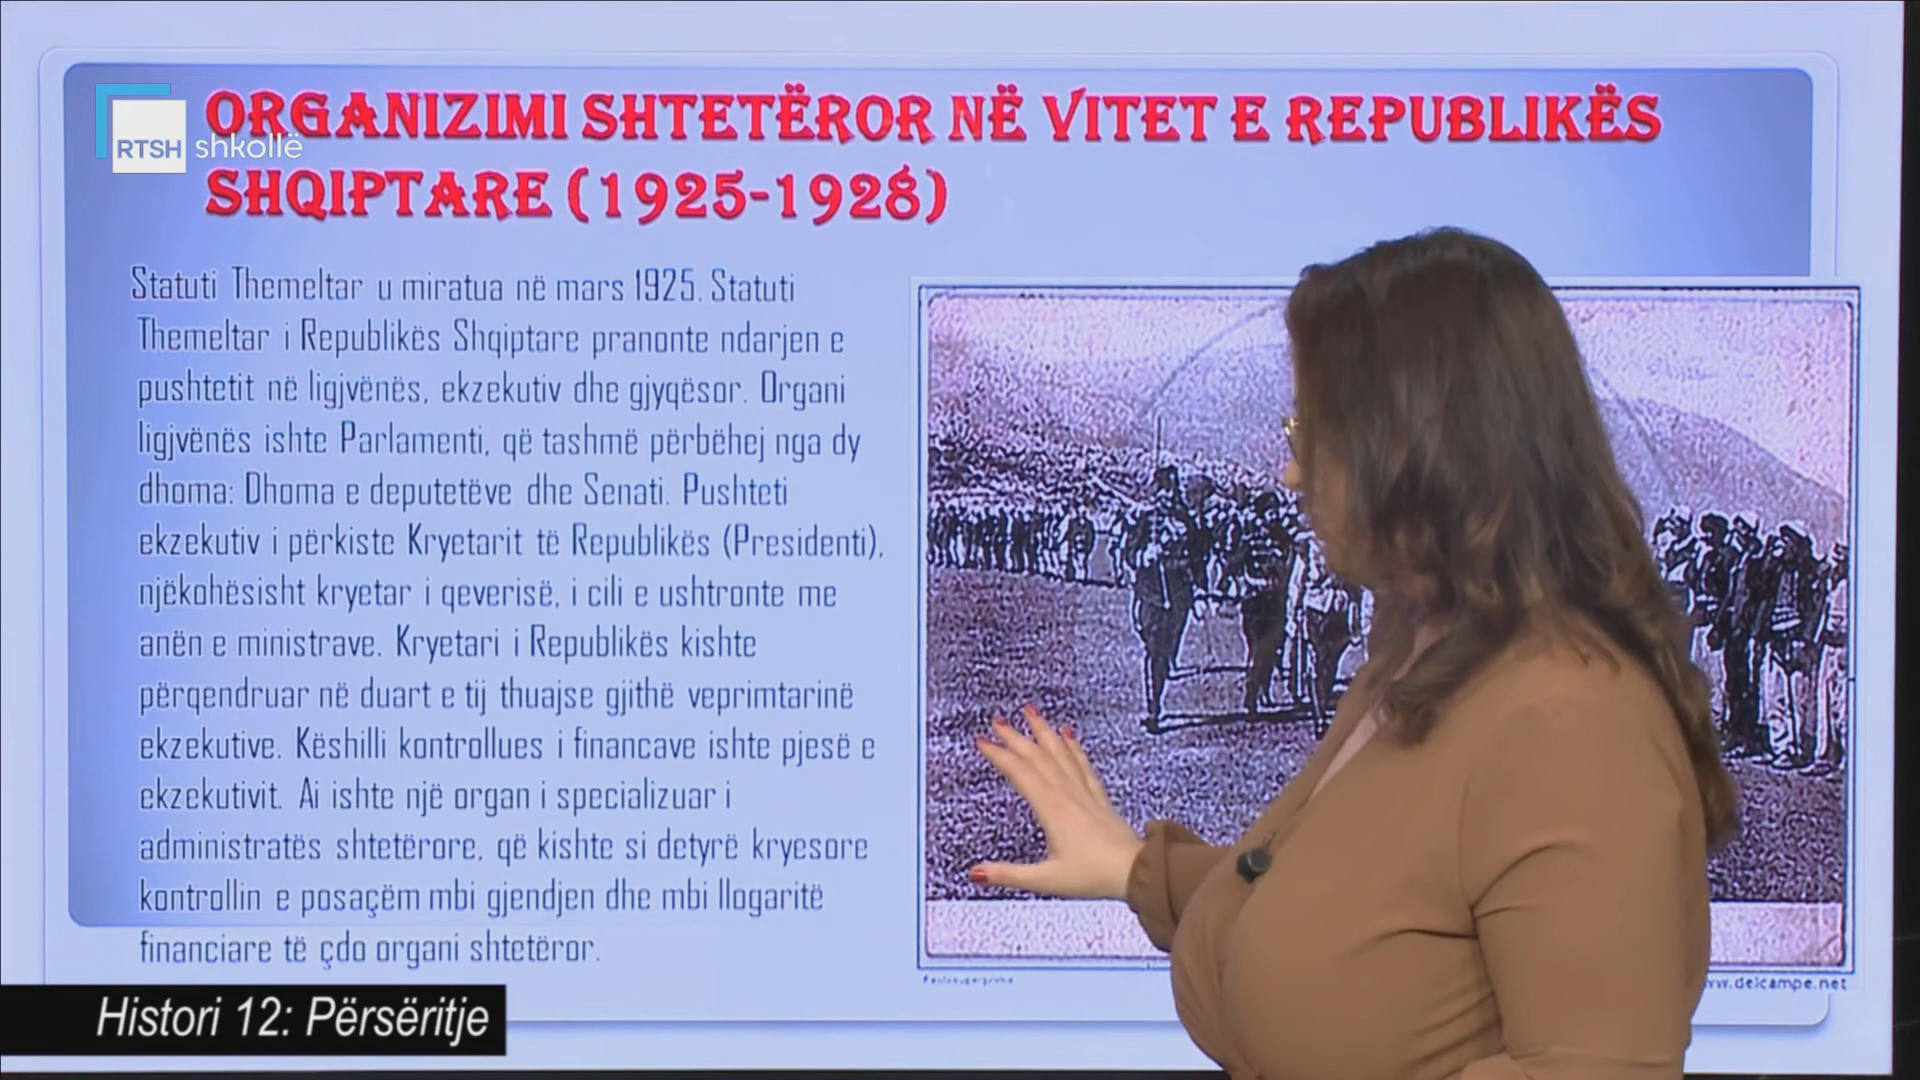 ORGANIZIMI SHTETËROR NË VITET E REPUBLIKËS
SHQIPTARE (1925-1928)
RTSH shkollë
Statuti Themeltar u miratua në mars 1925. Statuti
Themeltar i Republikës Shqiptare pranonte ndarjen e
pushtetit në ligjvënës, ekzekutiv dhe gjyqësor. Organi
ligjvënës ishte Parlamenti, që tashmë përbëhej nga dy
dhoma: Dhoma e deputetëve dhe Senati. Pushteti
ekzekutiv i përkiste Kryetarit të Republikës (Presidenti),
njëkohësisht kryetar i qeverisë, i cili e ushtronte me
anën e ministrave. Kryetari i Republikës kishte
përqendruar në duart e tij thuajse gjithë veprimtarinë
ekzekutive. Këshilli kontrollues i financave ishte pjesë e
ekzekutivit. Ai ishte një organ i specializuar i
administratës shtetërore, që kishte si detyrë kryesore
kontrollin e posaçëm mbi gjendjen dhe mbi llogaritë
financiare të çdo organi shtetëror.
www.delcampe.net
Histori 12: Përsëritje